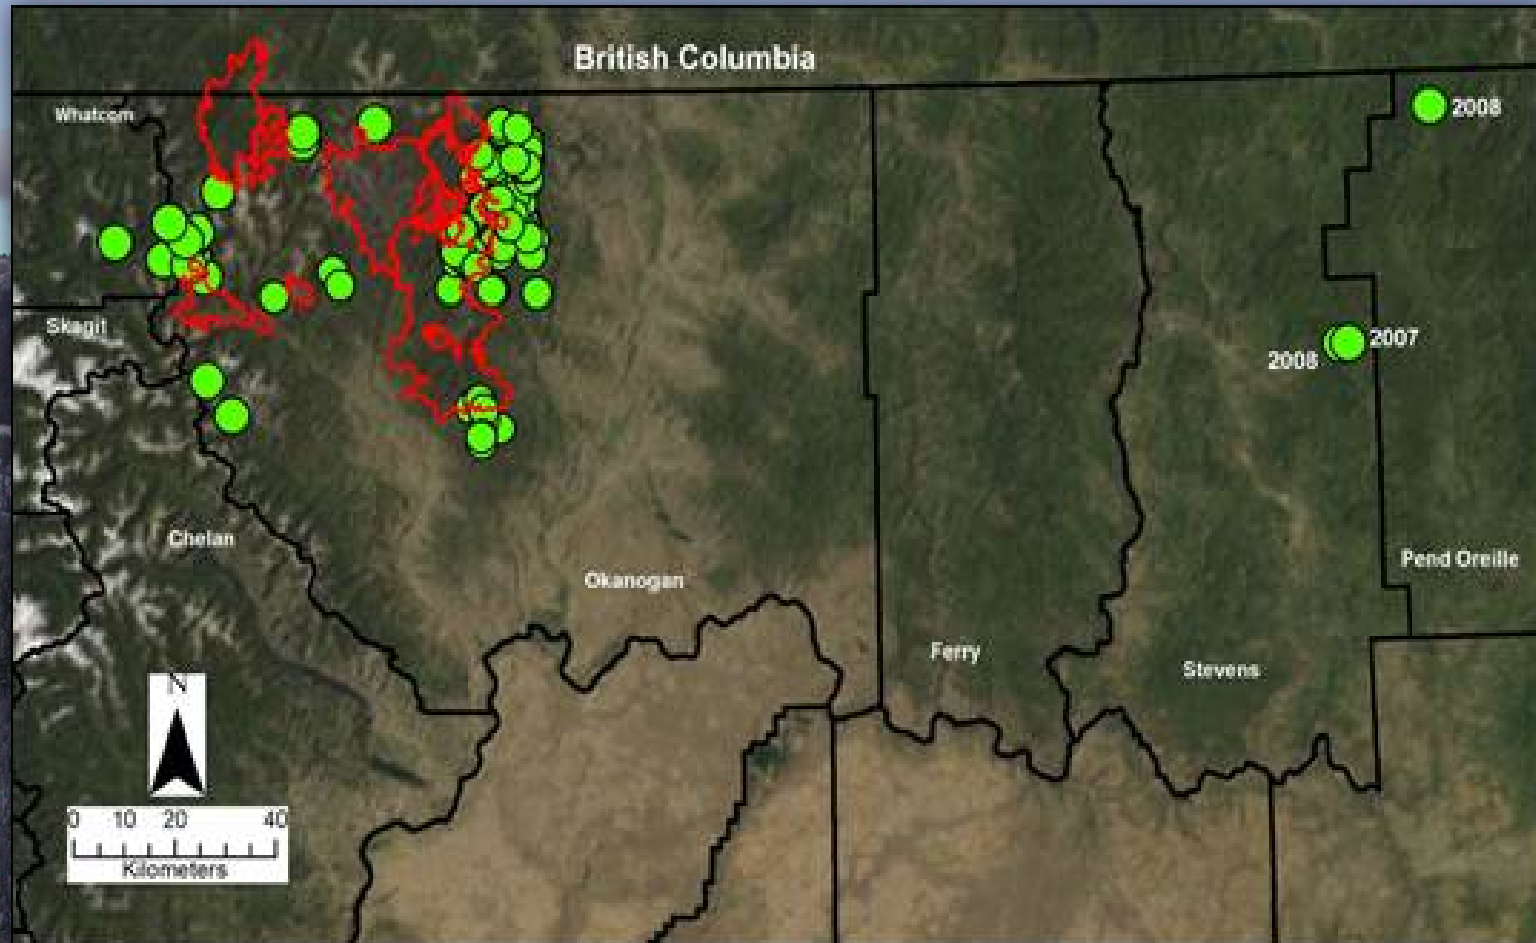 British Columbia
Whatcom
2008
Skagit
2007
2008
Chelan
Pend Oreille
Okanogan
Ferry
Stevens
N
0 10 20 40
Kilometers